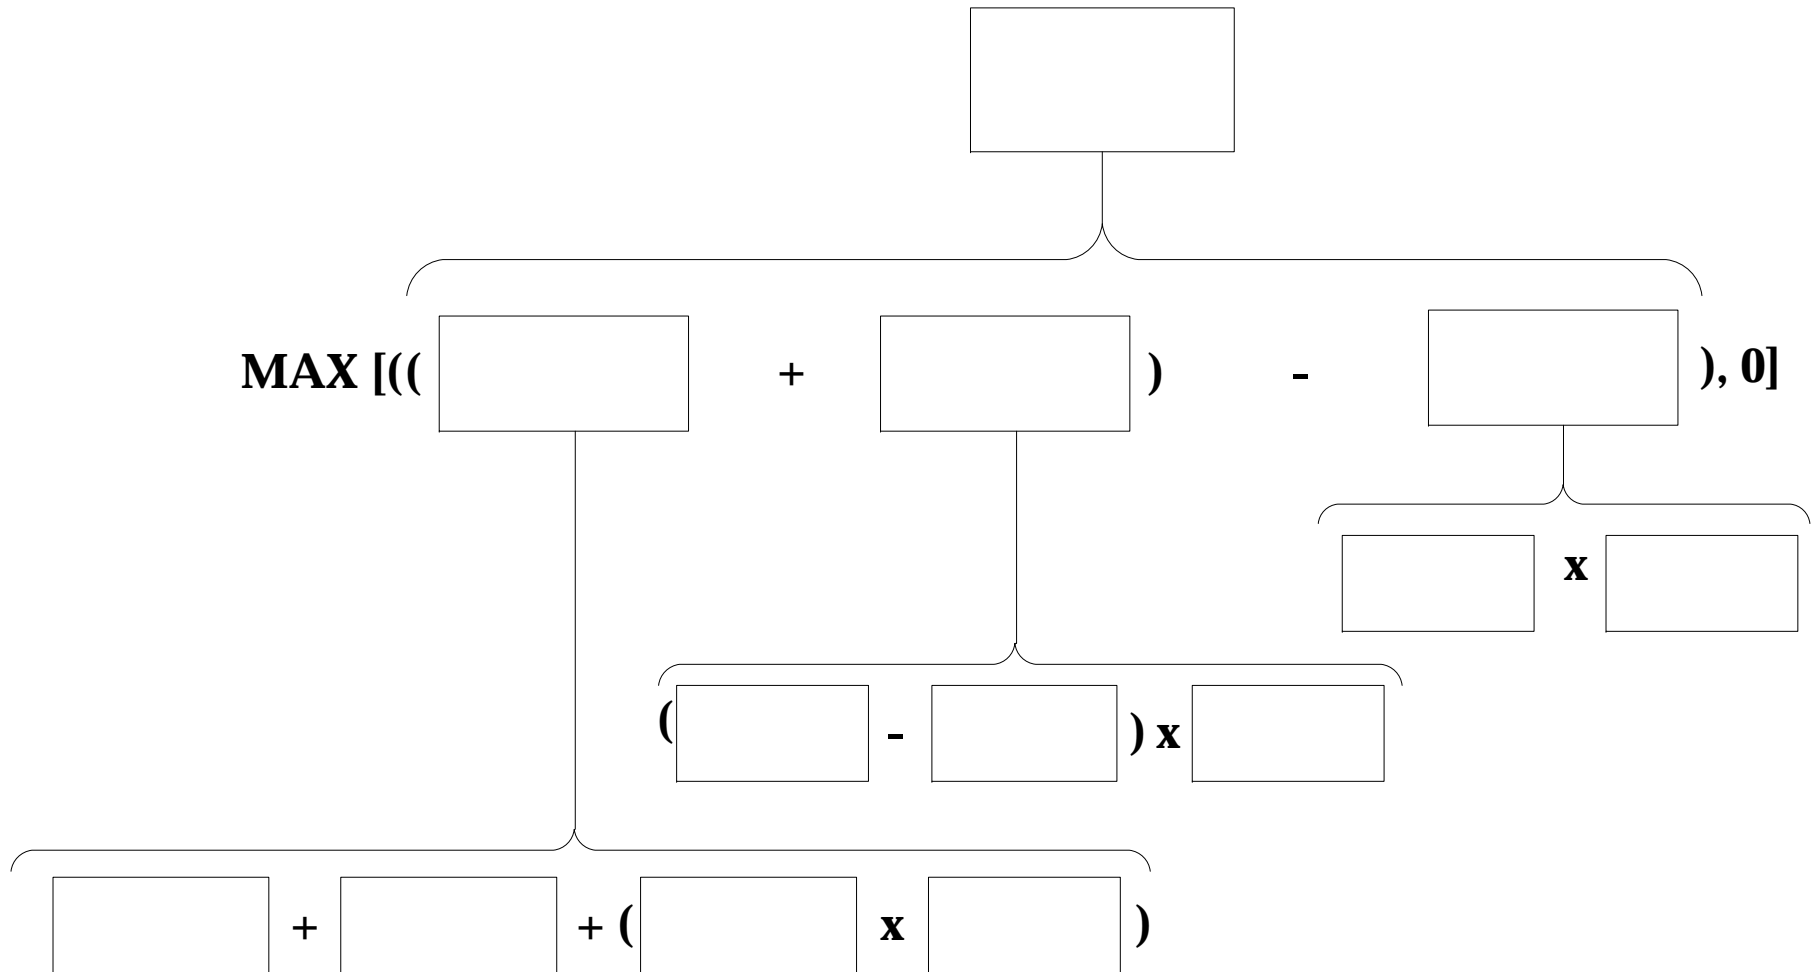 MAX [(( + ) - ), 0]
x
( - ) x
+ + ( x )